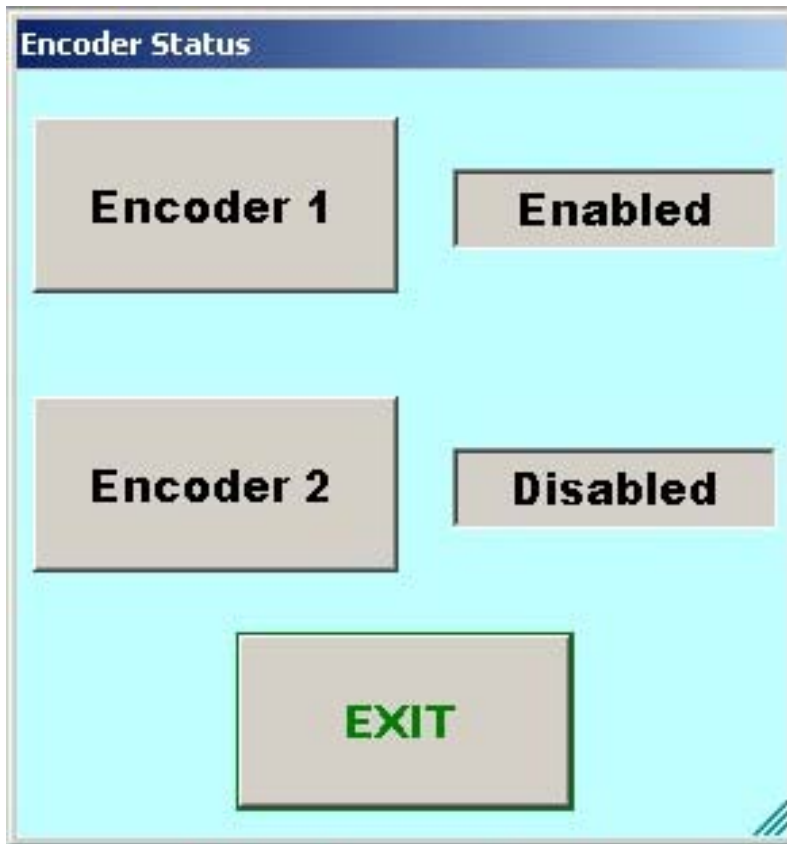 Encoder Status
Encoder 1
Enabled
Encoder 2
Disabled
EXIT